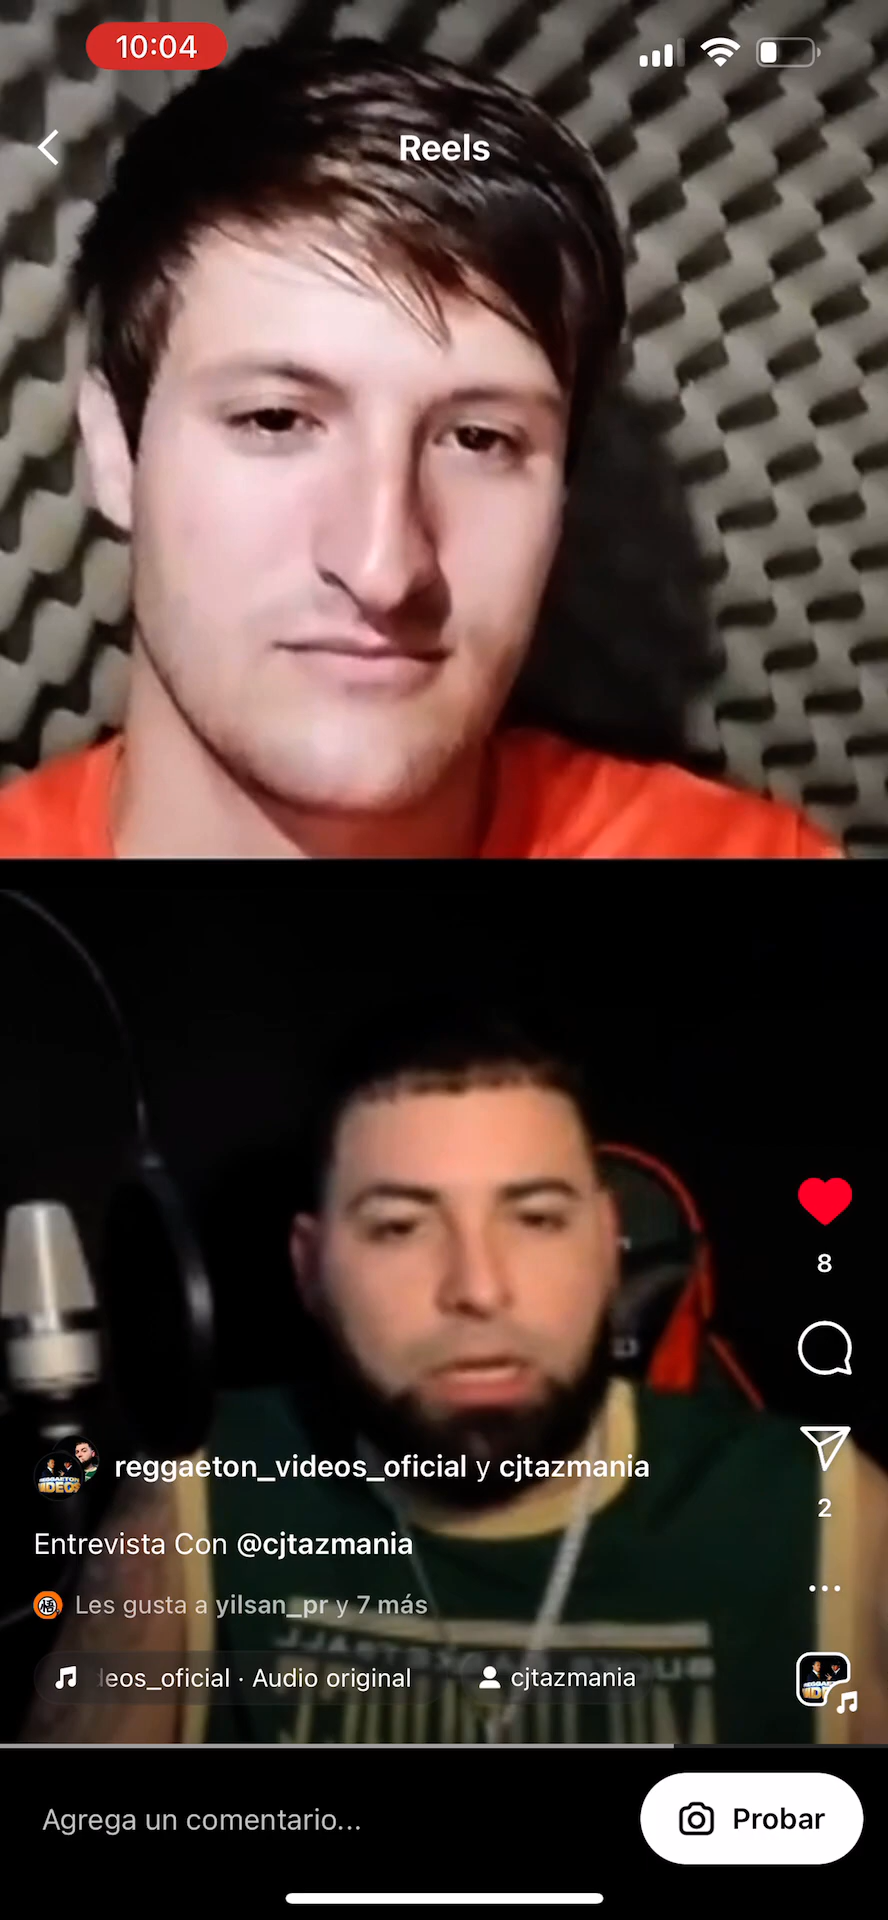 10:04
Reels
reggaeton_videos_oficial y cjtazmania
Entrevista Con @cjtazmania
Les gusta a yilsan_pr y 7 más
leos_oficial · Audio original
cjtazmania
8
2
Agrega un comentario...
Probar